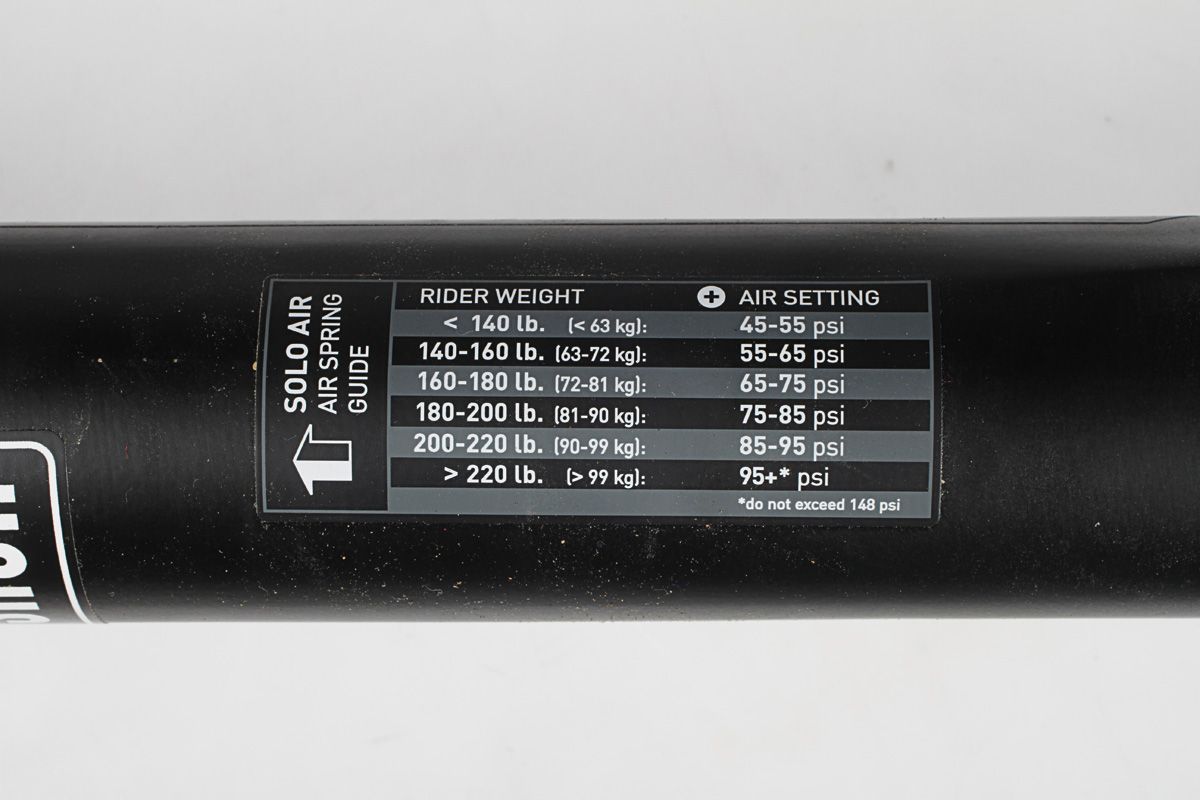 SOLO AIR
AIR SPRING
GUIDE
RIDER WEIGHT + AIR SETTING
< 140 lb. (< 63 kg): 45-55 psi
140-160 lb. (63-72 kg): 55-65 psi
160-180 lb. (72-81 kg): 65-75 psi
180-200 lb. (81-90 kg): 75-85 psi
200-220 lb. (90-99 kg): 85-95 psi
> 220 lb. (> 99 kg): 95+* psi
*do not exceed 148 psi